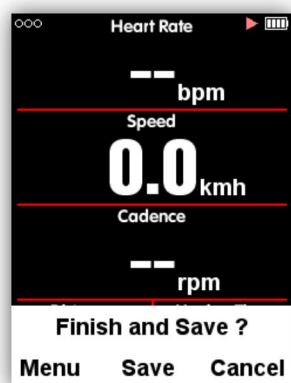 Heart Rate
-- bpm
Speed
0.0 kmh
Cadence
-- rpm
Finish and Save ?
Menu Save Cancel